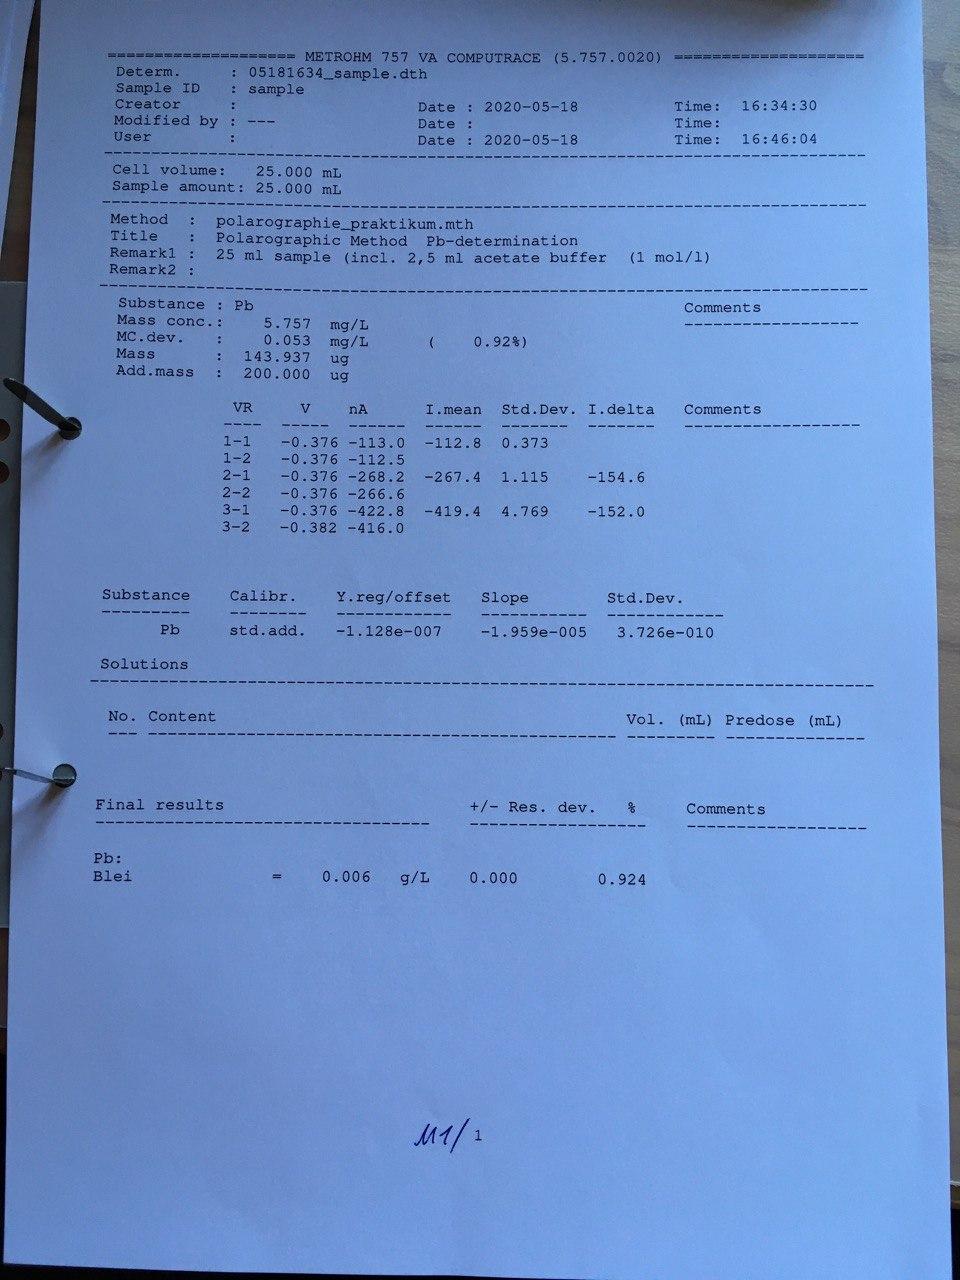 ==================== METROHM 757 VA COMPUTRACE (5.757.0020) ====================
Determ.     : 05181634_sample.dth
Sample ID   : sample
Creator     :                   Date : 2020-05-18          Time:  16:34:30
Modified by : ---               Date :                     Time:
User        :                   Date : 2020-05-18          Time:  16:46:04
--------------------------------------------------------------------------------
Cell volume:   25.000 mL
Sample amount: 25.000 mL
--------------------------------------------------------------------------------
Method  :  polarographie_praktikum.mth
Title   :  Polarographic Method  Pb-determination
Remark1 :  25 ml sample (incl. 2,5 ml acetate buffer  (1 mol/l)
Remark2 :
--------------------------------------------------------------------------------
Substance : Pb                                             Comments
Mass conc.:    5.757  mg/L                                 ------------------
MC.dev.   :    0.053  mg/L      (    0.92%)
Mass      :  143.937  ug
Add.mass  :  200.000  ug
VR     V    nA      I.mean  Std.Dev. I.delta   Comments
----  ----- ------  ------- -------- -------   ------------------
1-1   -0.376 -113.0  -112.8  0.373
1-2   -0.376 -112.5
2-1   -0.376 -268.2  -267.4  1.115    -154.6
2-2   -0.376 -266.6
3-1   -0.376 -422.8  -419.4  4.769    -152.0
3-2   -0.382 -416.0
Substance    Calibr.    Y.reg/offset   Slope        Std.Dev.
---------    --------   ------------   -----------  ------------
Pb    std.add.   -1.128e-007    -1.959e-005   3.726e-010
Solutions
--------------------------------------------------------------------------------
No. Content                                            Vol. (mL) Predose (mL)
--- -------------------------------------------------- --------- -------------
Final results                          +/- Res. dev.   %     Comments
-----------------------------------    -------------------   ------------------
Pb:
Blei               =    0.006   g/L    0.000        0.924
M1/ 1